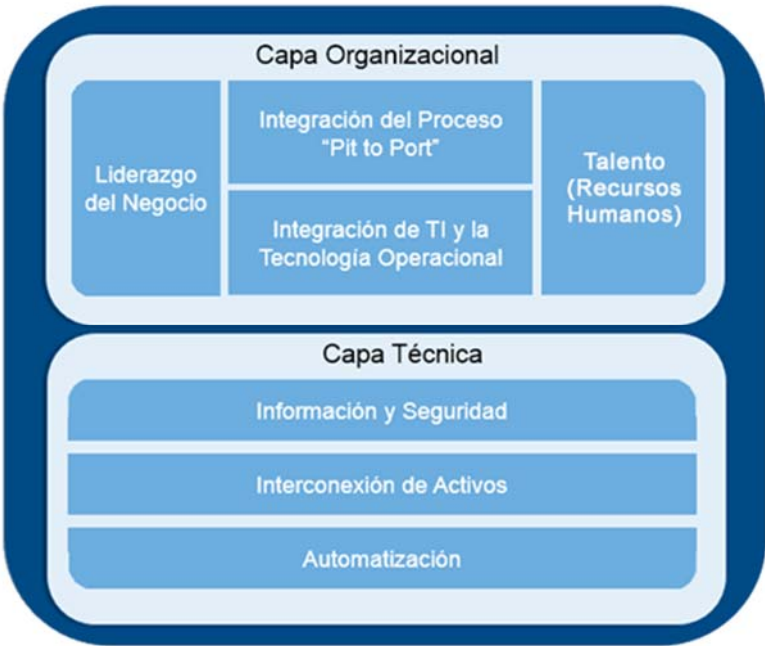 Capa Organizacional
Liderazgo
del Negocio
Integración del Proceso
“Pit to Port”
Integración de TI y la
Tecnología Operacional
Talento
(Recursos
Humanos)
Capa Técnica
Información y Seguridad
Interconexión de Activos
Automatización